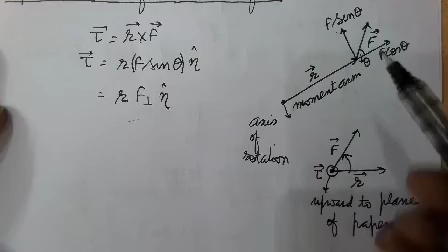 τ⃗ = r⃗ × F⃗
τ⃗ = r(F sinθ) n̂
= r F⊥ n̂
F sinθ
F⃗
θ
F cosθ
r⃗
moment arm
axis
of
rotation
F⃗
τ⃗
r⃗
upward to plane
of paper